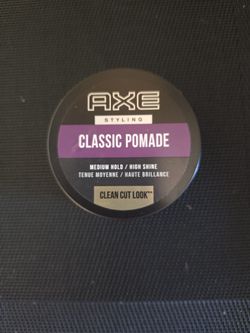 AXE
STYLING
CLASSIC POMADE
MEDIUM HOLD / HIGH SHINE
TENUE MOYENNE / HAUTE BRILLANCE
CLEAN CUT LOOK™